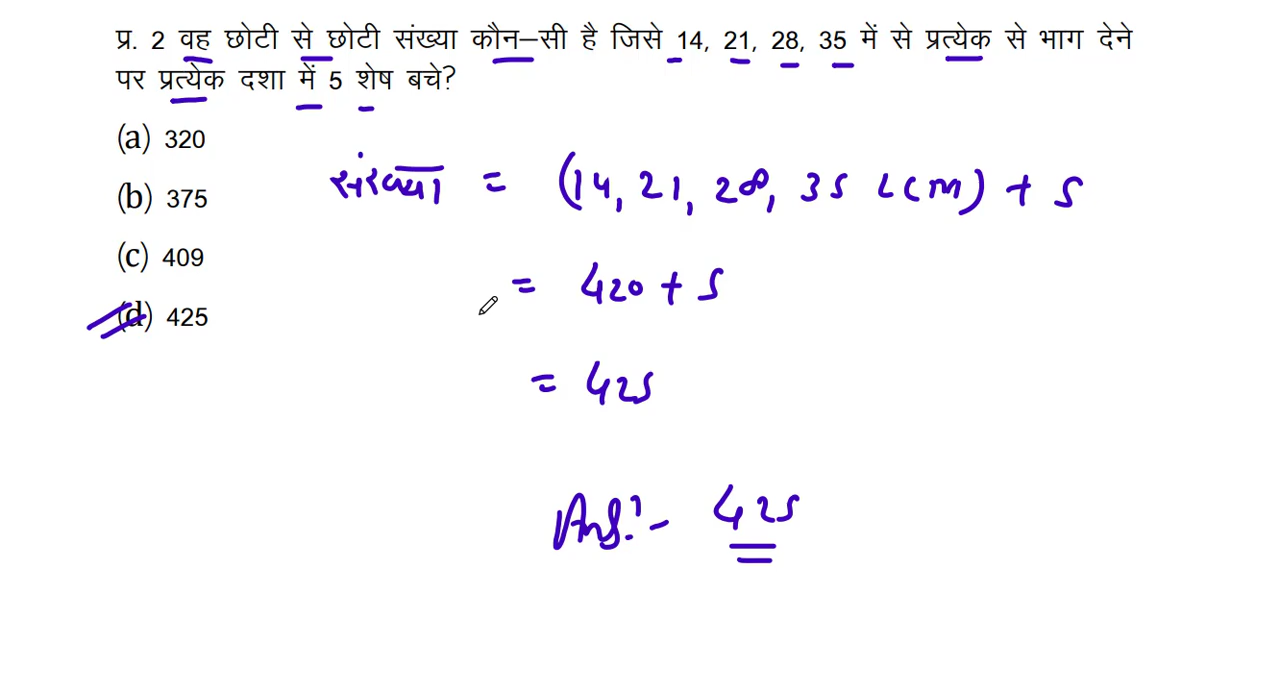 प्र. 2 वह छोटी से छोटी संख्या कौन–सी है जिसे 14, 21, 28, 35 में से प्रत्येक से भाग देने
पर प्रत्येक दशा में 5 शेष बचे?
(a) 320
(b) 375
(c) 409
(d) 425
संख्या = (14, 21, 28, 35 LCM) + 5
= 420 + 5
= 425
Ans:- 425